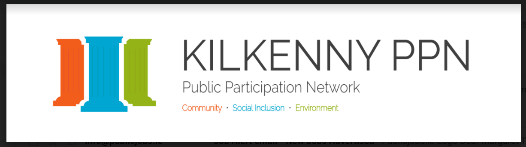 KILKENNY PPN
Public Participation Network
Community • Social Inclusion • Environment